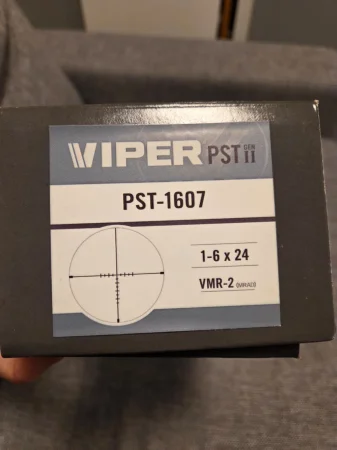 VIPER PST GEN II
PST-1607
1-6 x 24
VMR-2 (MRAD)